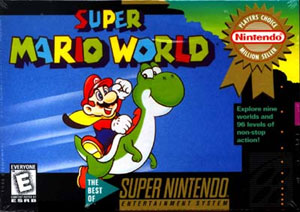 SUPER
MARIO WORLD
PLAYERS CHOICE
Nintendo
MILLION SELLER
Explore nine
worlds and
96 levels of
non-stop
action!
EVERYONE
E
ESRB
THE
BEST
OF
SUPER NINTENDO
ENTERTAINMENT SYSTEM